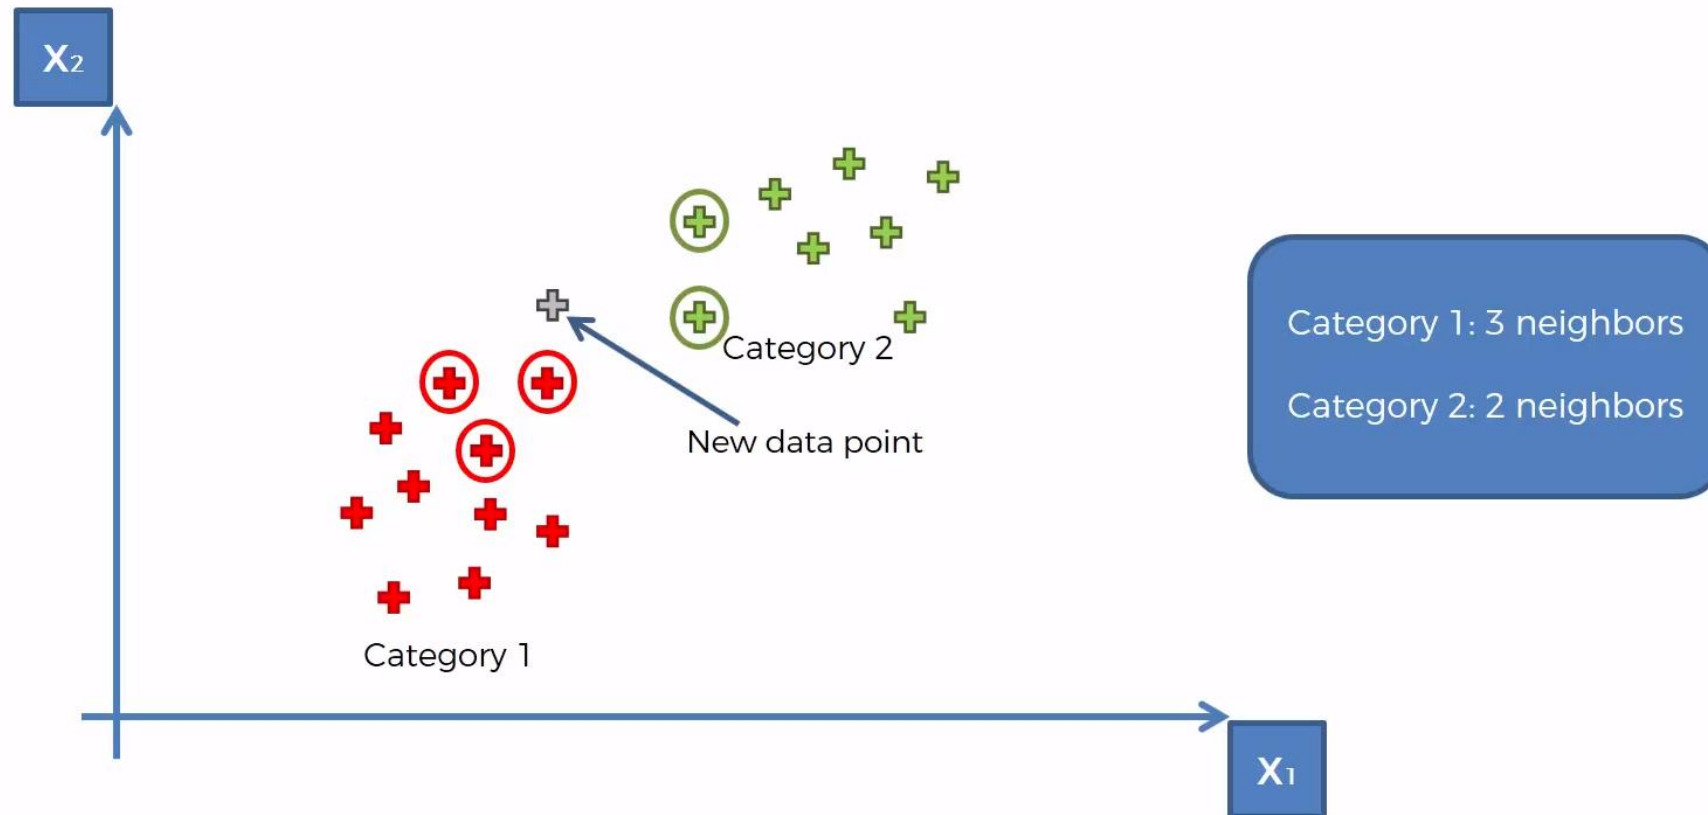 X2
Category 2
Category 1: 3 neighbors
Category 2: 2 neighbors
New data point
Category 1
X1